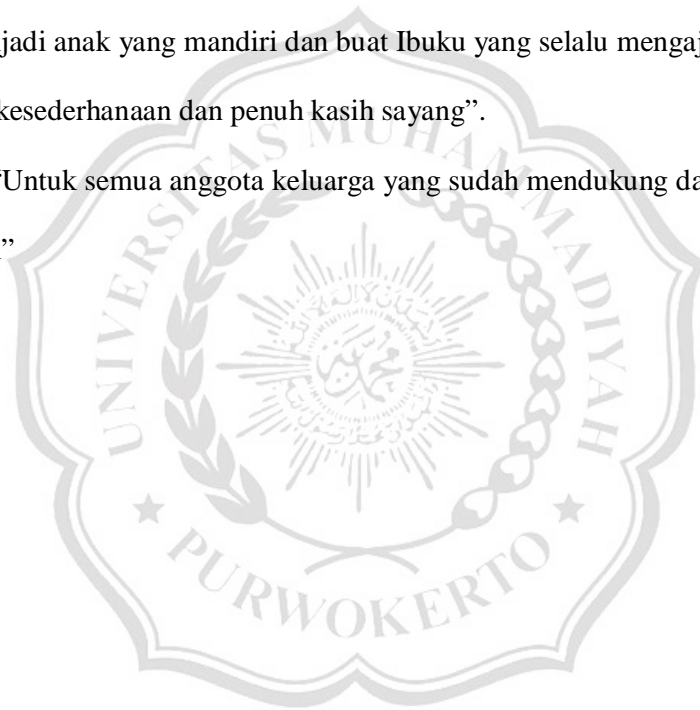 jadi anak yang mandiri dan buat Ibuku yang selalu mengaj
kesederhanaan dan penuh kasih sayang”.
“Untuk semua anggota keluarga yang sudah mendukung da
”
UNIVERSITAS MUHAMMADIYAH
PURWOKERTO